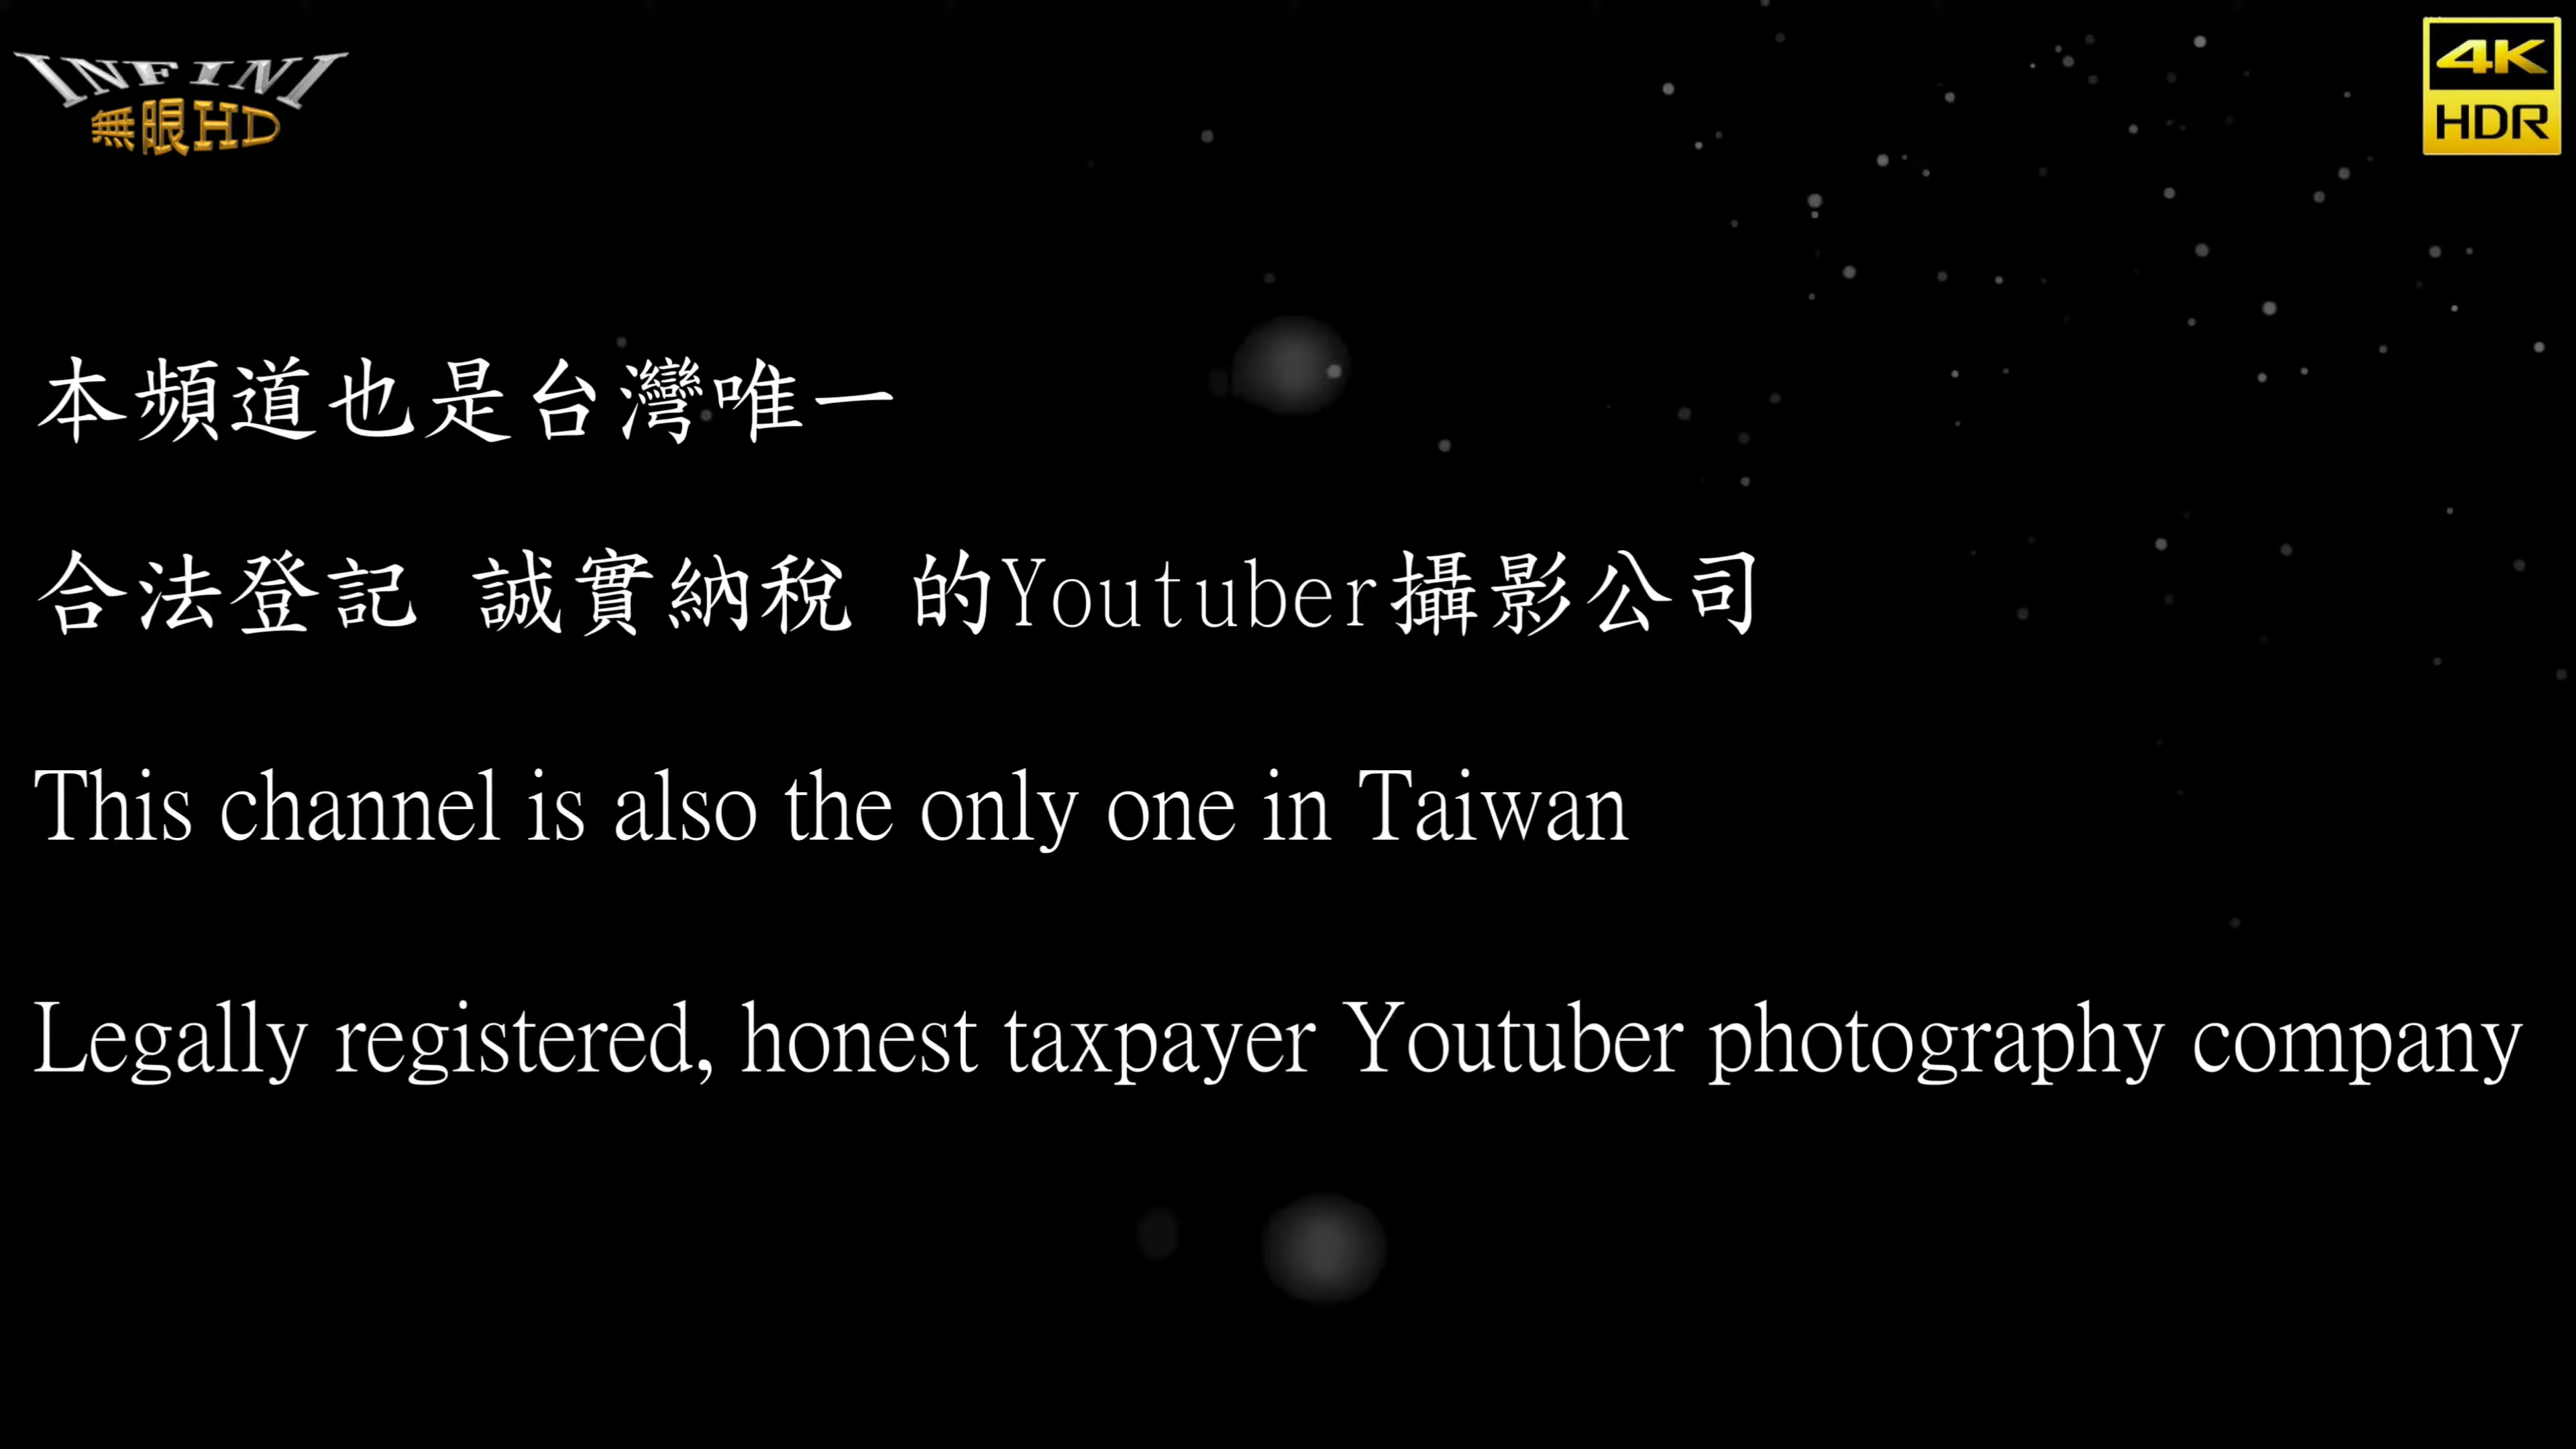 INFINI
無限HD
4K
HDR
本頻道也是台灣唯一
合法登記 誠實納稅 的Youtuber攝影公司
This channel is also the only one in Taiwan
Legally registered, honest taxpayer Youtuber photography company